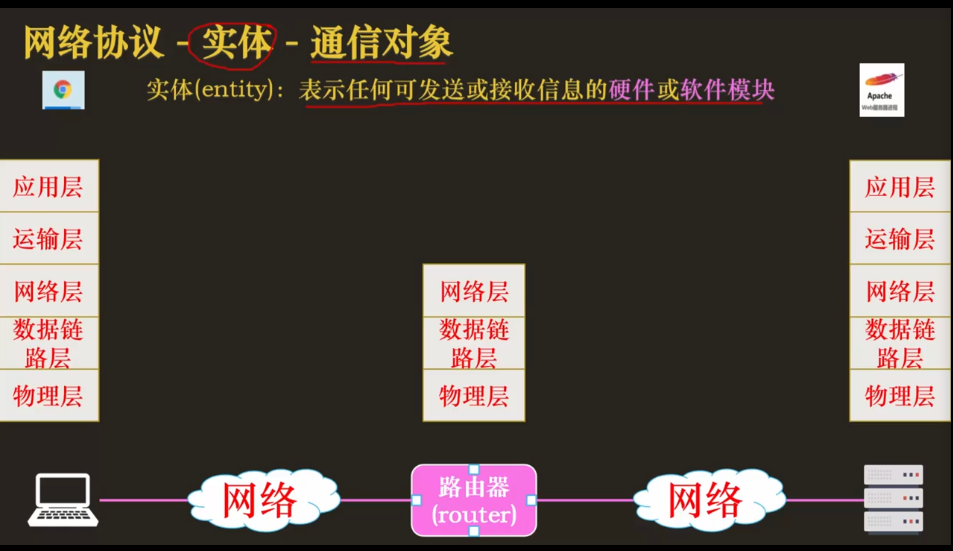 网络协议 - 实体 - 通信对象
实体(entity)：表示任何可发送或接收信息的硬件或软件模块
Apache
Web服务器进程
应用层
运输层
网络层
数据链
路层
物理层
网络层
数据链
路层
物理层
应用层
运输层
网络层
数据链
路层
物理层
网络
路由器
(router)
网络